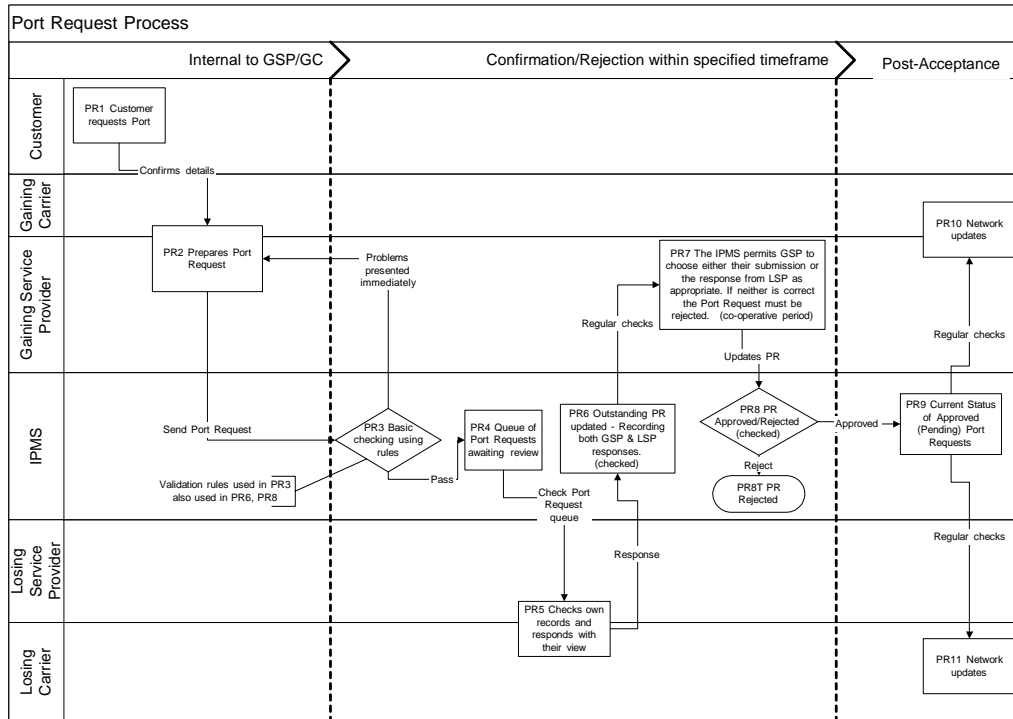 Port Request Process
Internal to GSP/GC
Confirmation/Rejection within specified timeframe
Post-Acceptance
Customer
PR1 Customer
requests Port
Confirms details
Gaining
Carrier
PR10 Network
updates
Gaining Service
Provider
PR2 Prepares Port
Request
Problems
presented
immediately
PR7 The IPMS permits GSP to
choose either their submission or
the response from LSP as
appropriate. If neither is correct
the Port Request must be
rejected. (co-operative period)
Regular checks
Updates PR
Regular checks
IPMS
Send Port Request
PR3 Basic
checking using
rules
Pass
PR4 Queue of
Port Requests
awaiting review
PR6 Outstanding PR
updated - Recording
both GSP & LSP
responses.
(checked)
PR8 PR
Approved/Rejected
(checked)
Approved
PR9 Current Status
of Approved
(Pending) Port
Requests
Reject
PR8T PR
Rejected
Validation rules used in PR3
also used in PR6, PR8
Check Port
Request
queue
Losing
Service
Provider
Response
Regular checks
PR5 Checks own
records and
responds with
their view
Losing
Carrier
PR11 Network
updates